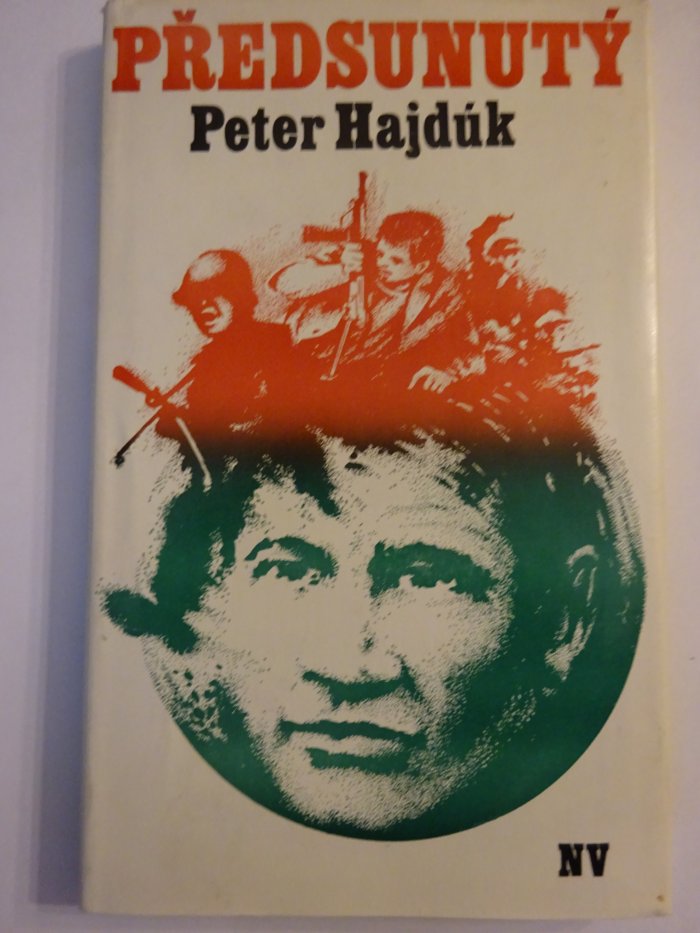 PŘEDSUNUTÝ
Peter Hajdúk
NV